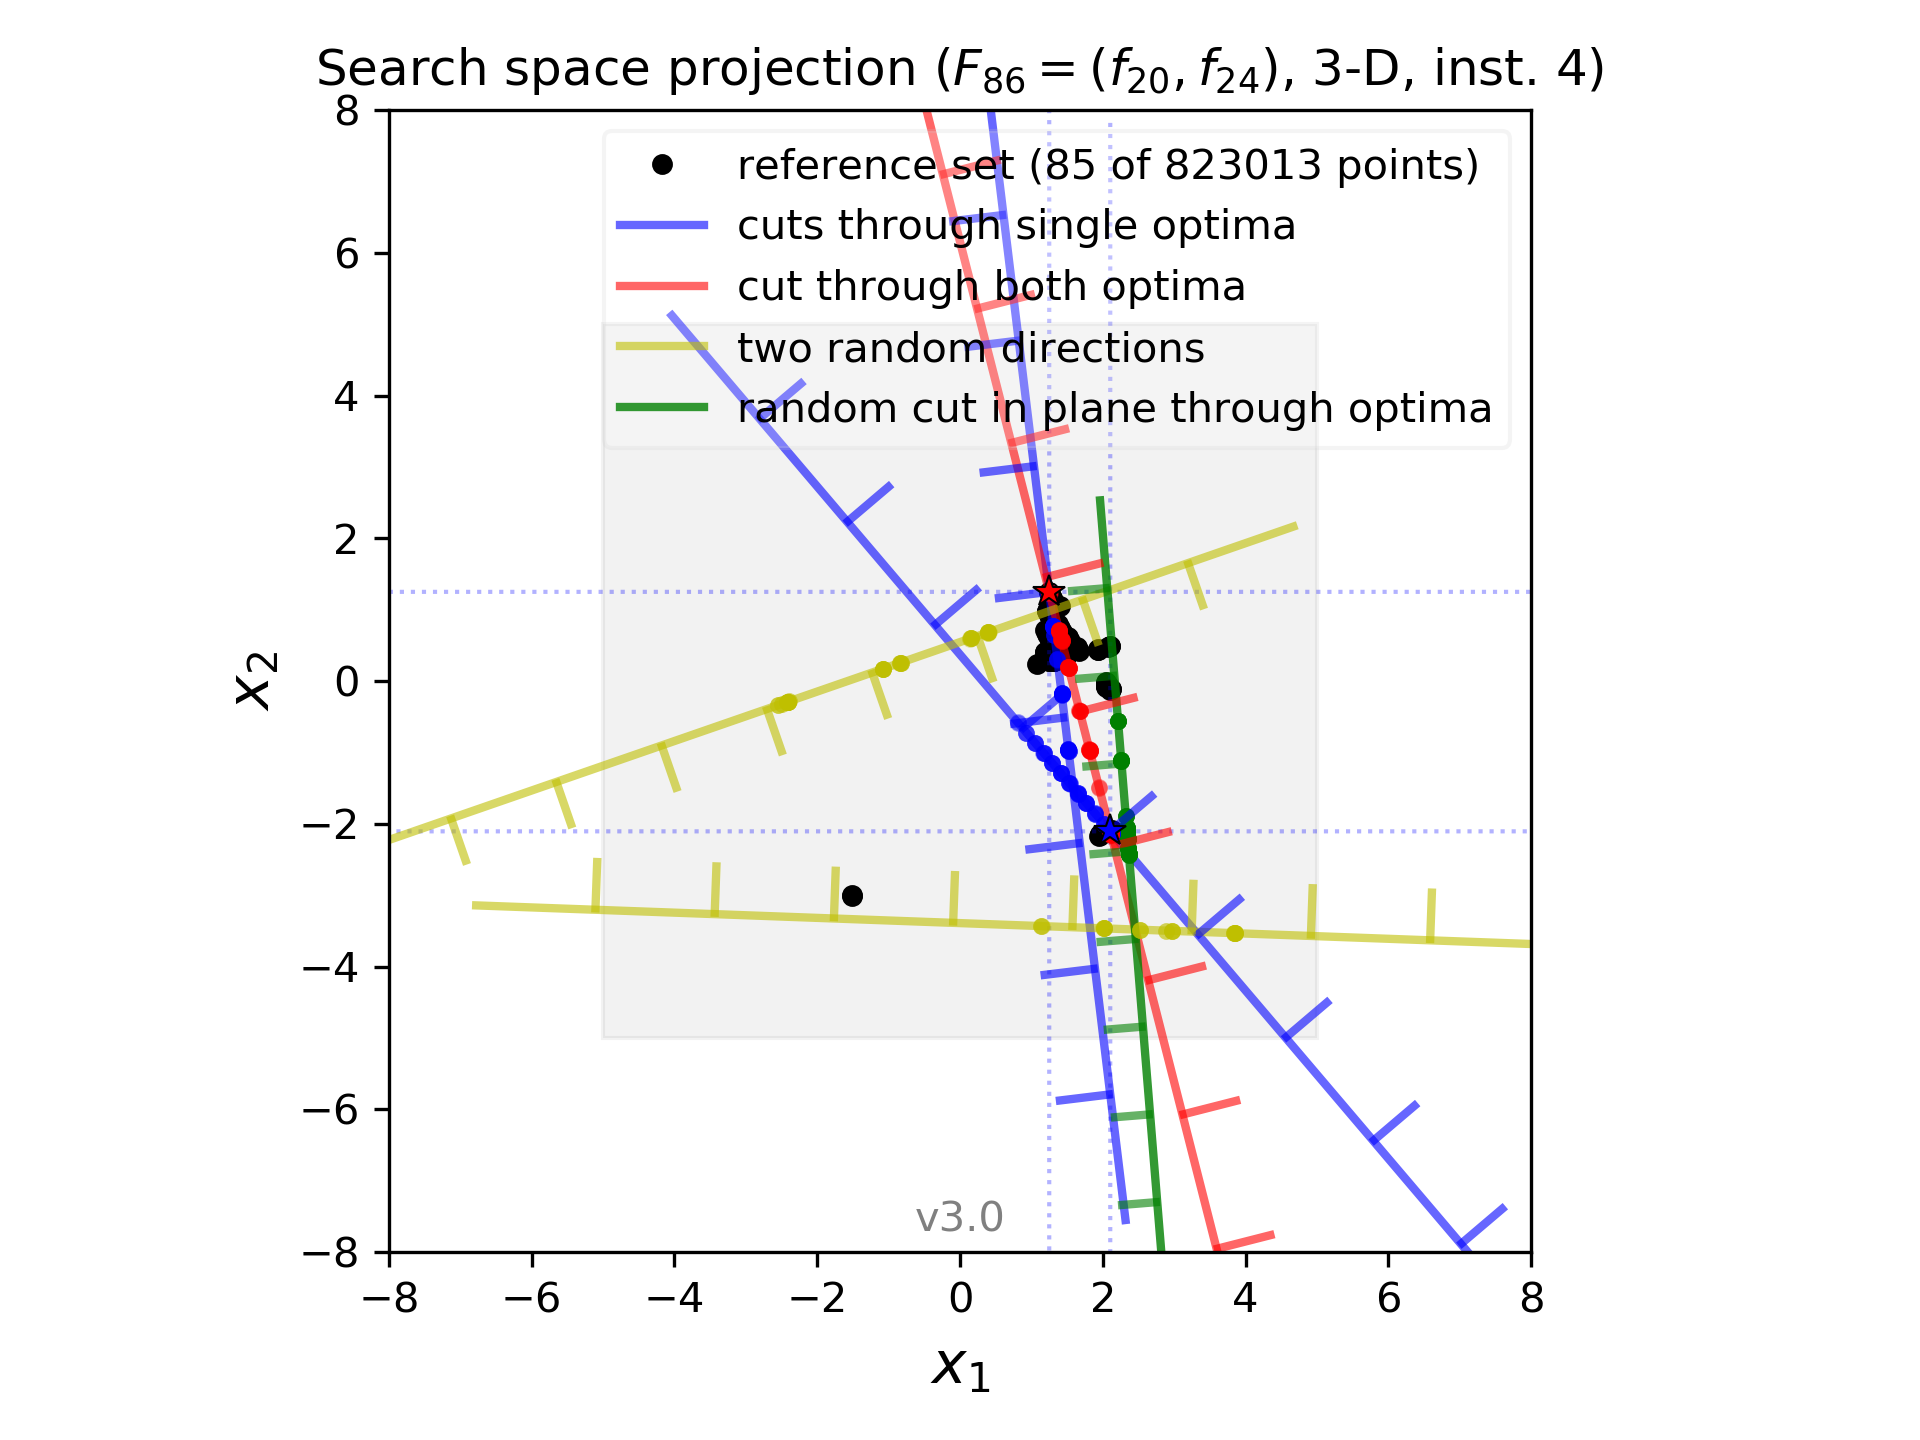 Search space projection (F₈₆ = (f₂₀, f₂₄), 3-D, inst. 4)
reference set (85 of 823013 points)
cuts through single optima
cut through both optima
two random directions
random cut in plane through optima
8
6
4
2
0
−2
−4
−6
−8
x₂
v3.0
−8 −6 −4 −2 0 2 4 6 8
x₁